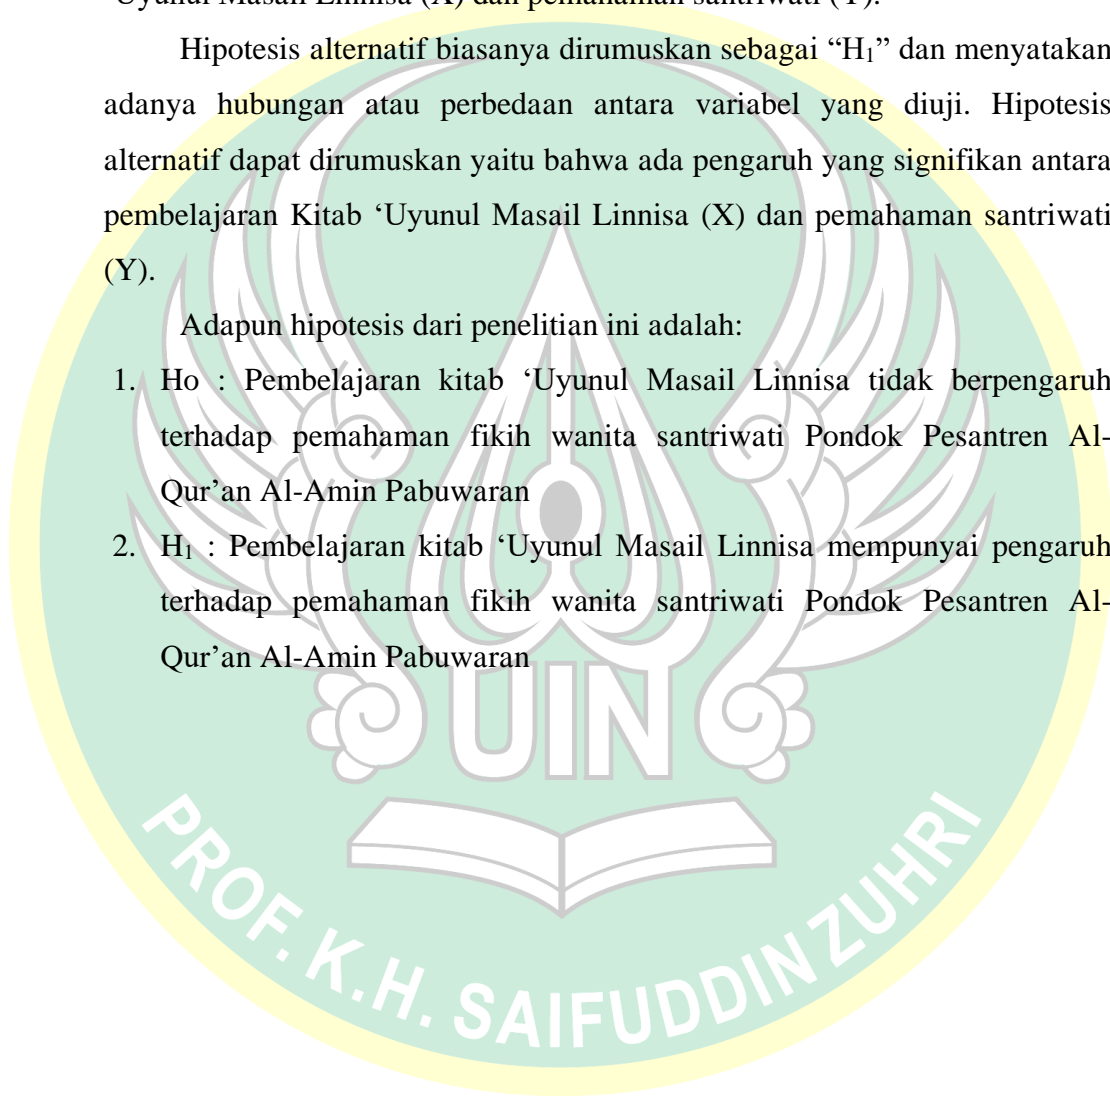 'Uyunul Masail Linnisa (X) dan pemahaman santriwati (Y).
Hipotesis alternatif biasanya dirumuskan sebagai “H₁” dan menyatakan
adanya hubungan atau perbedaan antara variabel yang diuji. Hipotesis
alternatif dapat dirumuskan yaitu bahwa ada pengaruh yang signifikan antara
pembelajaran Kitab ‘Uyunul Masail Linnisa (X) dan pemahaman santriwati
(Y).
Adapun hipotesis dari penelitian ini adalah:
1. Ho : Pembelajaran kitab ‘Uyunul Masail Linnisa tidak berpengaruh
terhadap pemahaman fikih wanita santriwati Pondok Pesantren Al-
Qur’an Al-Amin Pabuwaran
2. H₁ : Pembelajaran kitab ‘Uyunul Masail Linnisa mempunyai pengaruh
terhadap pemahaman fikih wanita santriwati Pondok Pesantren Al-
Qur’an Al-Amin Pabuwaran
UIN
PROF. K.H. SAIFUDDIN ZUHRI